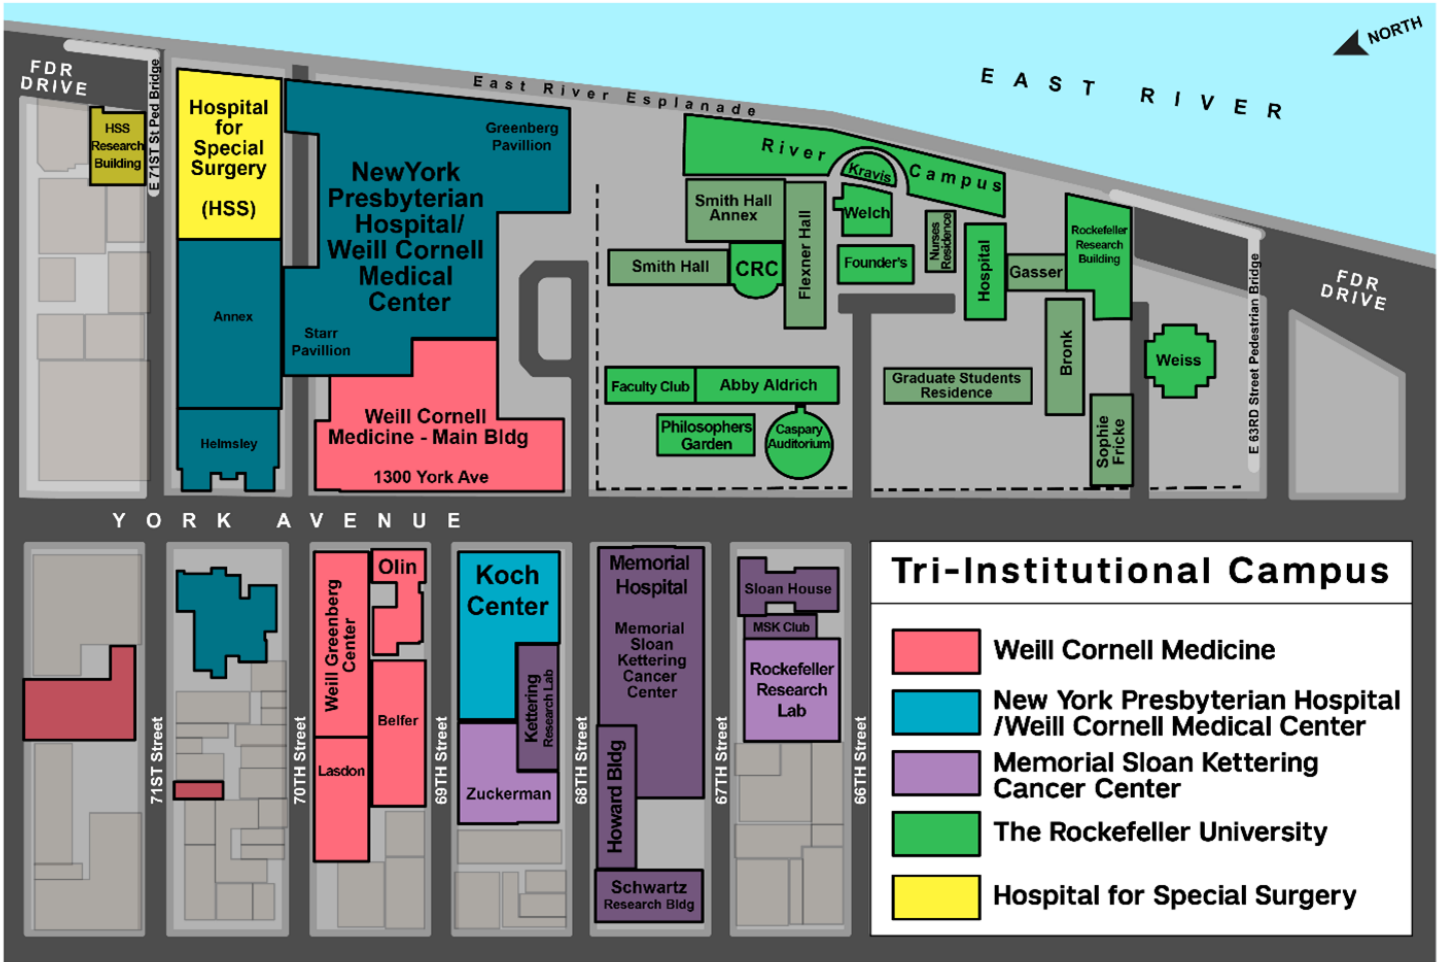 NORTH
EAST RIVER
FDR
DRIVE
East River Esplanade
E 71ST St Ped Bridge
HSS
Research
Building
Hospital
for
Special
Surgery
(HSS)
Greenberg
Pavillion
NewYork
Presbyterian
Hospital/
Weill Cornell
Medical
Center
Annex
Starr
Pavillion
Helmsley
Weill Cornell
Medicine - Main Bldg
1300 York Ave
River Campus
Kravis
Smith Hall
Annex
Flexner Hall
Welch
Nurses
Residence
Smith Hall
CRC
Founder's
Hospital
Gasser
Rockefeller
Research
Building
E 63RD Street Pedestrian Bridge
FDR
DRIVE
Bronk
Weiss
Faculty Club
Abby Aldrich
Graduate Students
Residence
Philosophers
Garden
Caspary
Auditorium
Sophie
Fricke
YORK AVENUE
71ST Street
70TH Street
Weill Greenberg
Center
Olin
Belfer
Lasdon
69TH Street
Koch
Center
Kettering
Research Lab
Zuckerman
68TH Street
Memorial
Hospital
Memorial
Sloan
Kettering
Cancer
Center
Howard Bldg
Schwartz
Research Bldg
67TH Street
Sloan House
MSK Club
Rockefeller
Research
Lab
66TH Street
Tri-Institutional Campus
Weill Cornell Medicine
New York Presbyterian Hospital
/Weill Cornell Medical Center
Memorial Sloan Kettering
Cancer Center
The Rockefeller University
Hospital for Special Surgery